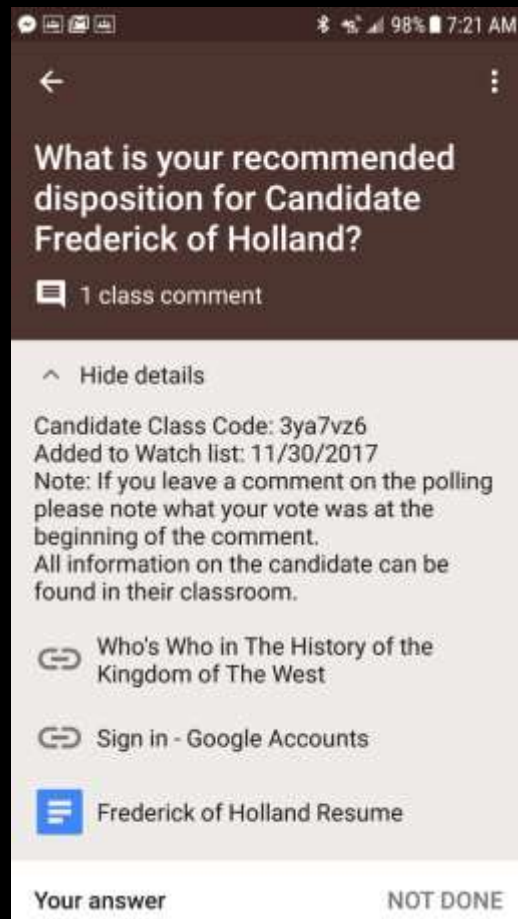 98% 7:21 AM
What is your recommended
disposition for Candidate
Frederick of Holland?
1 class comment
Hide details
Candidate Class Code: 3ya7vz6
Added to Watch list: 11/30/2017
Note: If you leave a comment on the polling
please note what your vote was at the
beginning of the comment.
All information on the candidate can be
found in their classroom.
Who's Who in The History of the
Kingdom of The West
Sign in - Google Accounts
Frederick of Holland Resume
Your answer NOT DONE